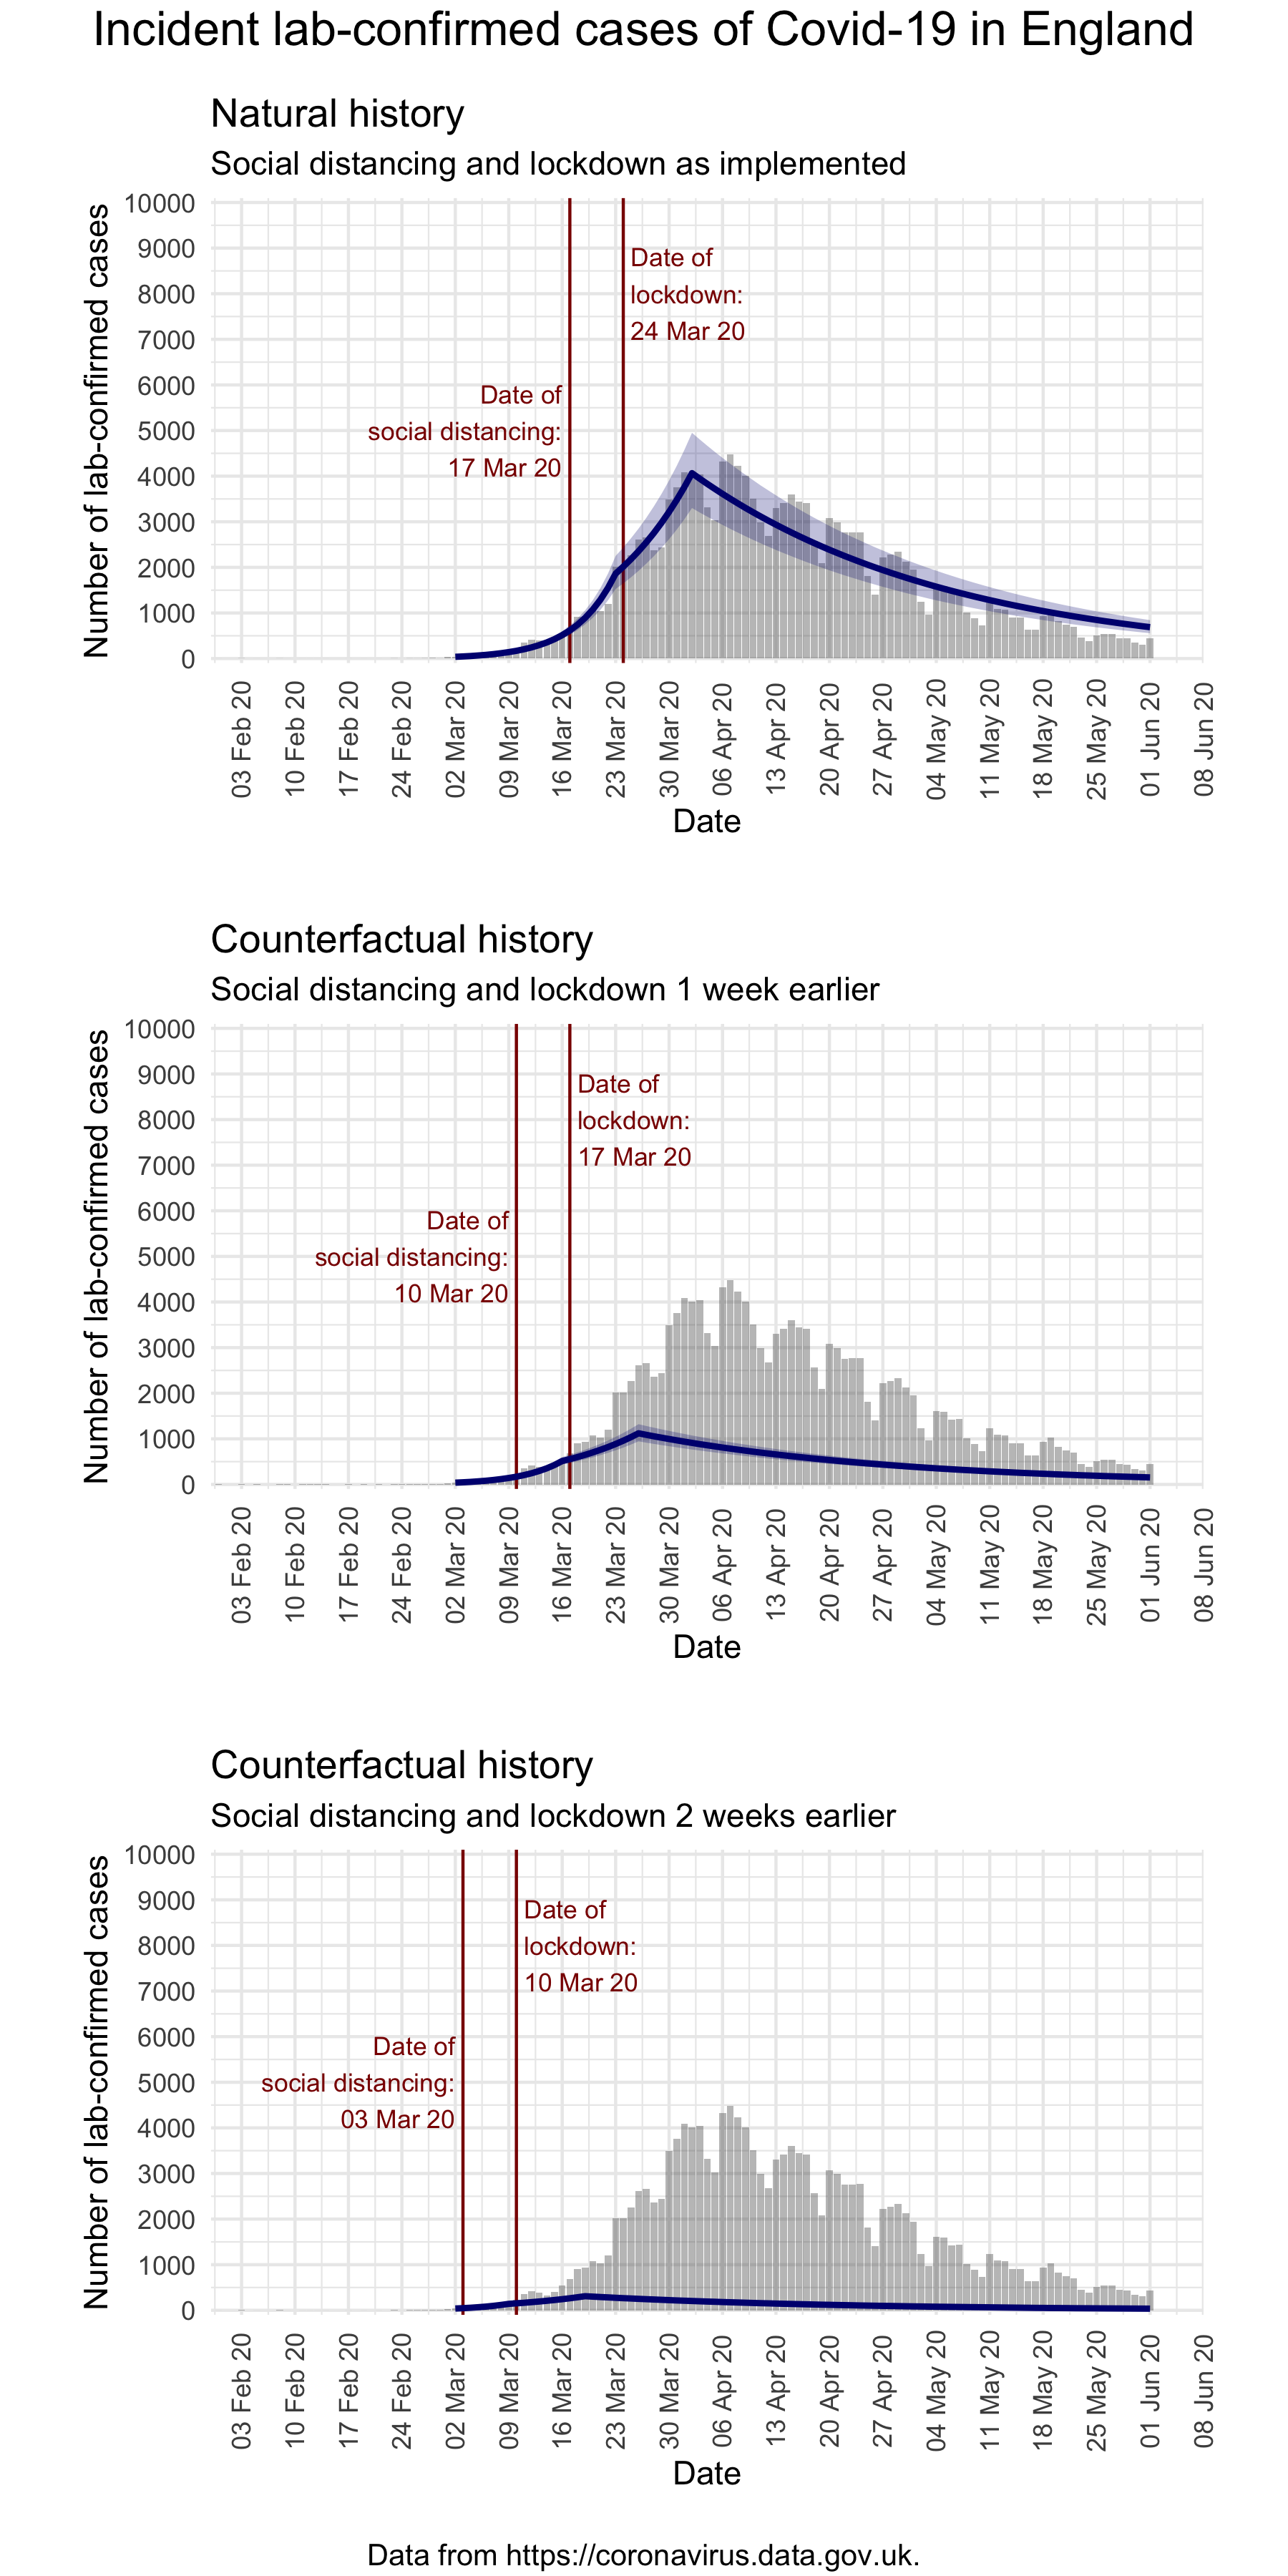 Incident lab-confirmed cases of Covid-19 in England
Natural history
Social distancing and lockdown as implemented
Number of lab-confirmed cases
10000
9000
8000
7000
6000
5000
4000
3000
2000
1000
0
Date of
lockdown:
24 Mar 20
Date of
social distancing:
17 Mar 20
03 Feb 20
10 Feb 20
17 Feb 20
24 Feb 20
02 Mar 20
09 Mar 20
16 Mar 20
23 Mar 20
30 Mar 20
06 Apr 20
13 Apr 20
20 Apr 20
27 Apr 20
04 May 20
11 May 20
18 May 20
25 May 20
01 Jun 20
08 Jun 20
Date
Counterfactual history
Social distancing and lockdown 1 week earlier
Number of lab-confirmed cases
10000
9000
8000
7000
6000
5000
4000
3000
2000
1000
0
Date of
lockdown:
17 Mar 20
Date of
social distancing:
10 Mar 20
03 Feb 20
10 Feb 20
17 Feb 20
24 Feb 20
02 Mar 20
09 Mar 20
16 Mar 20
23 Mar 20
30 Mar 20
06 Apr 20
13 Apr 20
20 Apr 20
27 Apr 20
04 May 20
11 May 20
18 May 20
25 May 20
01 Jun 20
08 Jun 20
Date
Counterfactual history
Social distancing and lockdown 2 weeks earlier
Number of lab-confirmed cases
10000
9000
8000
7000
6000
5000
4000
3000
2000
1000
0
Date of
lockdown:
10 Mar 20
Date of
social distancing:
03 Mar 20
03 Feb 20
10 Feb 20
17 Feb 20
24 Feb 20
02 Mar 20
09 Mar 20
16 Mar 20
23 Mar 20
30 Mar 20
06 Apr 20
13 Apr 20
20 Apr 20
27 Apr 20
04 May 20
11 May 20
18 May 20
25 May 20
01 Jun 20
08 Jun 20
Date
Data from https://coronavirus.data.gov.uk.